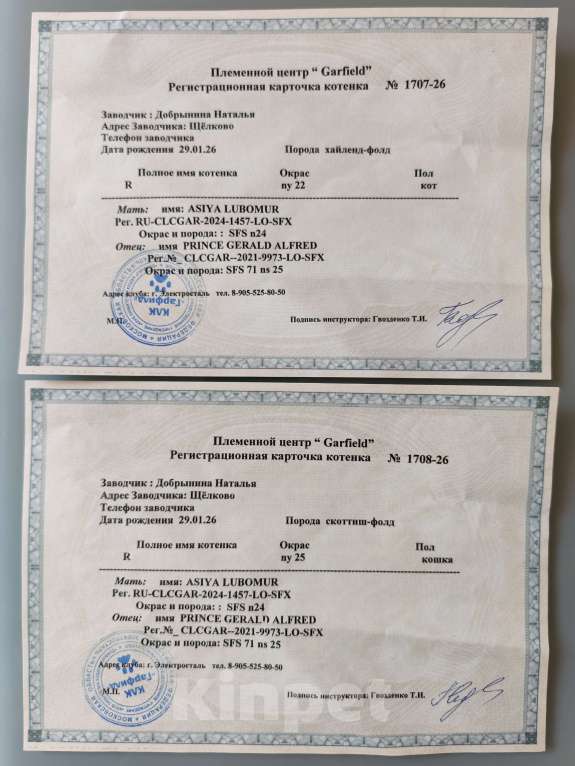 Племенной центр “ Garfield”
Регистрационная карточка котенка № 1707-26
Заводчик : Добрынина Наталья
Адрес Заводчика: Щёлково
Телефон заводчика
Дата рождения 29.01.26 Порода хайленд-фолд
Полное имя котенка Окрас Пол
R ny 22 кот
Мать: имя: ASIYA LUBOMUR
Рег. RU-CLCGAR-2024-1457-LO-SFX
Окрас и порода: : SFS n24
Отец: имя PRINCE GERALD ALFRED
Рег.№_ CLCGAR--2021-9973-LO-SFX
Окрас и порода: SFS 71 ns 25
Адрес клуба: г. Электросталь тел. 8-905-525-80-50
М.П. Подпись инструктора: Гвозденко Т.И.
КЛК "Гарфилд"
Племенной центр “ Garfield”
Регистрационная карточка котенка № 1708-26
Заводчик : Добрынина Наталья
Адрес Заводчика: Щёлково
Телефон заводчика
Дата рождения 29.01.26 Порода скоттиш-фолд
Полное имя котенка Окрас Пол
R ny 25 кошка
Мать: имя: ASIYA LUBOMUR
Рег. RU-CLCGAR-2024-1457-LO-SFX
Окрас и порода: : SFS n24
Отец: имя PRINCE GERALD ALFRED
Рег.№_ CLCGAR--2021-9973-LO-SFX
Окрас и порода: SFS 71 ns 25
Адрес клуба: г. Электросталь тел. 8-905-525-80-50
М.П. Подпись инструктора: Гвозденко Т.И.
КЛК "Гарфилд"
kinpet